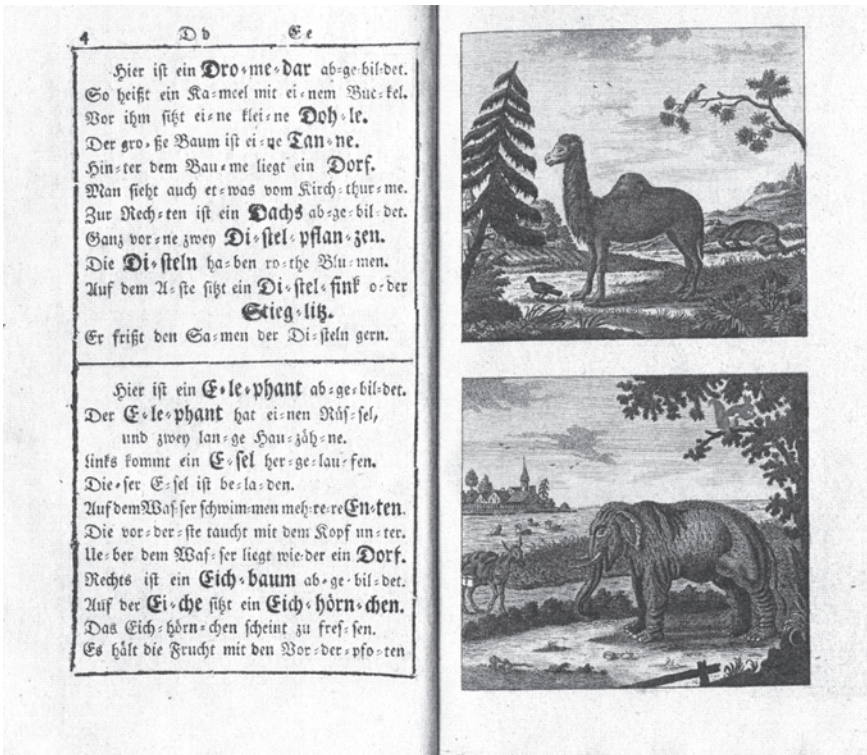 4 D d E e
Hier ist ein Dro⸗me⸗dar ab⸗ge⸗bil⸗det.
So heißt ein Ka⸗meel mit ei⸗nem Buc⸗kel.
Vor ihm sitzt ei⸗ne klei⸗ne Doh⸗le.
Der gro⸗ße Baum ist ei⸗ne Tan⸗ne.
Hin⸗ter dem Bau⸗me liegt ein Dorf.
Man sieht auch et⸗was vom Kirch⸗thur⸗me.
Zur Rech⸗ten ist ein Dachs ab⸗ge⸗bil⸗det.
Ganz vor⸗ne zwey Di⸗stel⸗pflan⸗zen.
Die Di⸗steln ha⸗ben ro⸗the Blu⸗men.
Auf dem A⸗ste sitzt ein Di⸗stel⸗fink o⸗der
Stieg⸗litz.
Er frißt den Sa⸗men der Di⸗steln gern.
Hier ist ein E⸗le⸗phant ab⸗ge⸗bil⸗det.
Der E⸗le⸗phant hat ei⸗nen Rüs⸗sel,
und zwey lan⸗ge Hau⸗zäh⸗ne.
Links kommt ein E⸗sel her⸗ge⸗lau⸗fen.
Die⸗ser E⸗sel ist be⸗la⸗den.
Auf dem Was⸗ser schwim⸗men meh⸗re⸗re En⸗ten.
Die vor⸗der⸗ste taucht mit dem Kopf un⸗ter.
Ue⸗ber dem Was⸗ser liegt wie⸗der ein Dorf.
Rechts ist ein Eich⸗baum ab⸗ge⸗bil⸗det.
Auf der Ei⸗che sitzt ein Eich⸗hörn⸗chen.
Das Eich⸗hörn⸗chen scheint zu fres⸗sen.
Es hält die Frucht mit den Vor⸗der⸗pfo⸗ten